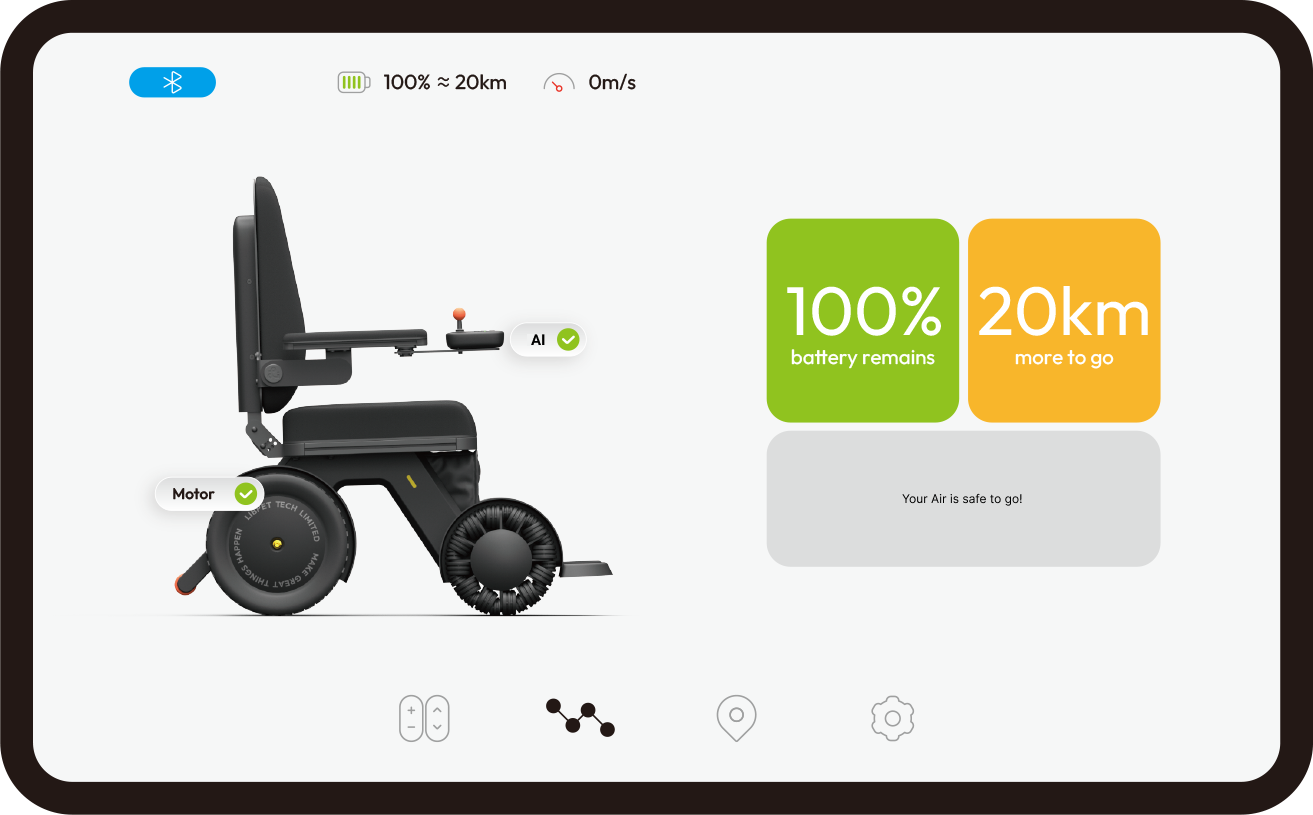 100% ≈ 20km
0m/s
AI
Motor
LIBPET TECH LIMITED
MAKE GREAT THINGS HAPPEN
100%
battery remains
20km
more to go
Your Air is safe to go!